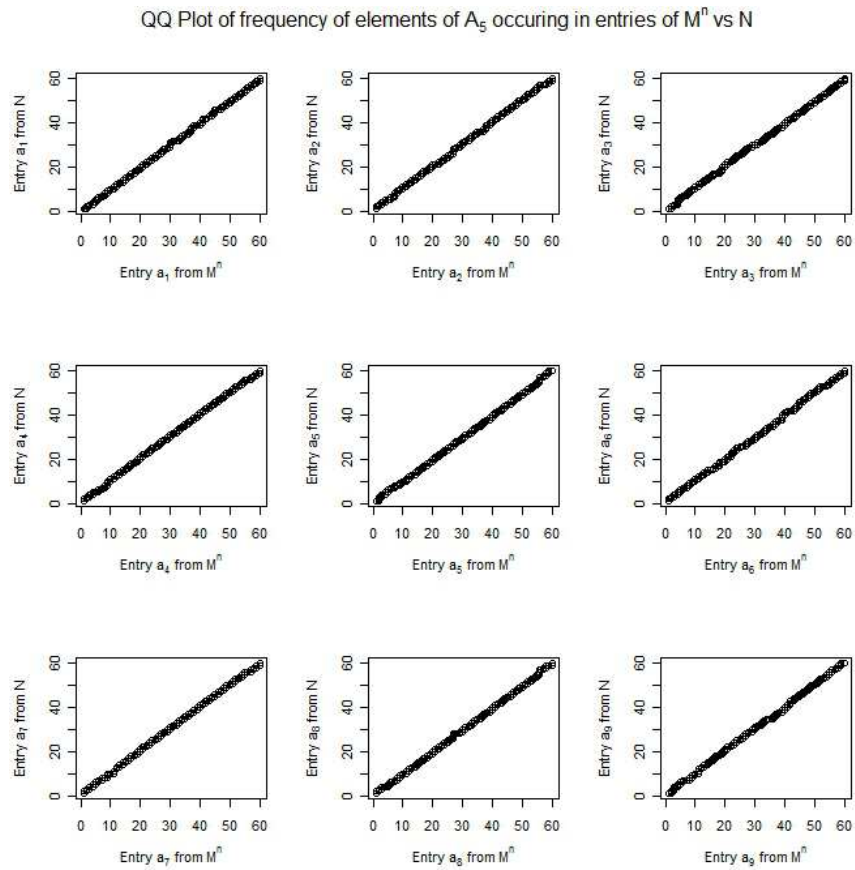 QQ Plot of frequency of elements of A₅ occuring in entries of Mⁿ vs N
Entry a₁ from N
60
40
20
0
0 10 20 30 40 50 60
Entry a₁ from Mⁿ
Entry a₂ from N
60
40
20
0
0 10 20 30 40 50 60
Entry a₂ from Mⁿ
Entry a₃ from N
60
40
20
0
0 10 20 30 40 50 60
Entry a₃ from Mⁿ
Entry a₄ from N
60
40
20
0
0 10 20 30 40 50 60
Entry a₄ from Mⁿ
Entry a₅ from N
60
40
20
0
0 10 20 30 40 50 60
Entry a₅ from Mⁿ
Entry a₆ from N
60
40
20
0
0 10 20 30 40 50 60
Entry a₆ from Mⁿ
Entry a₇ from N
60
40
20
0
0 10 20 30 40 50 60
Entry a₇ from Mⁿ
Entry a₈ from N
60
40
20
0
0 10 20 30 40 50 60
Entry a₈ from Mⁿ
Entry a₉ from N
60
40
20
0
0 10 20 30 40 50 60
Entry a₉ from Mⁿ